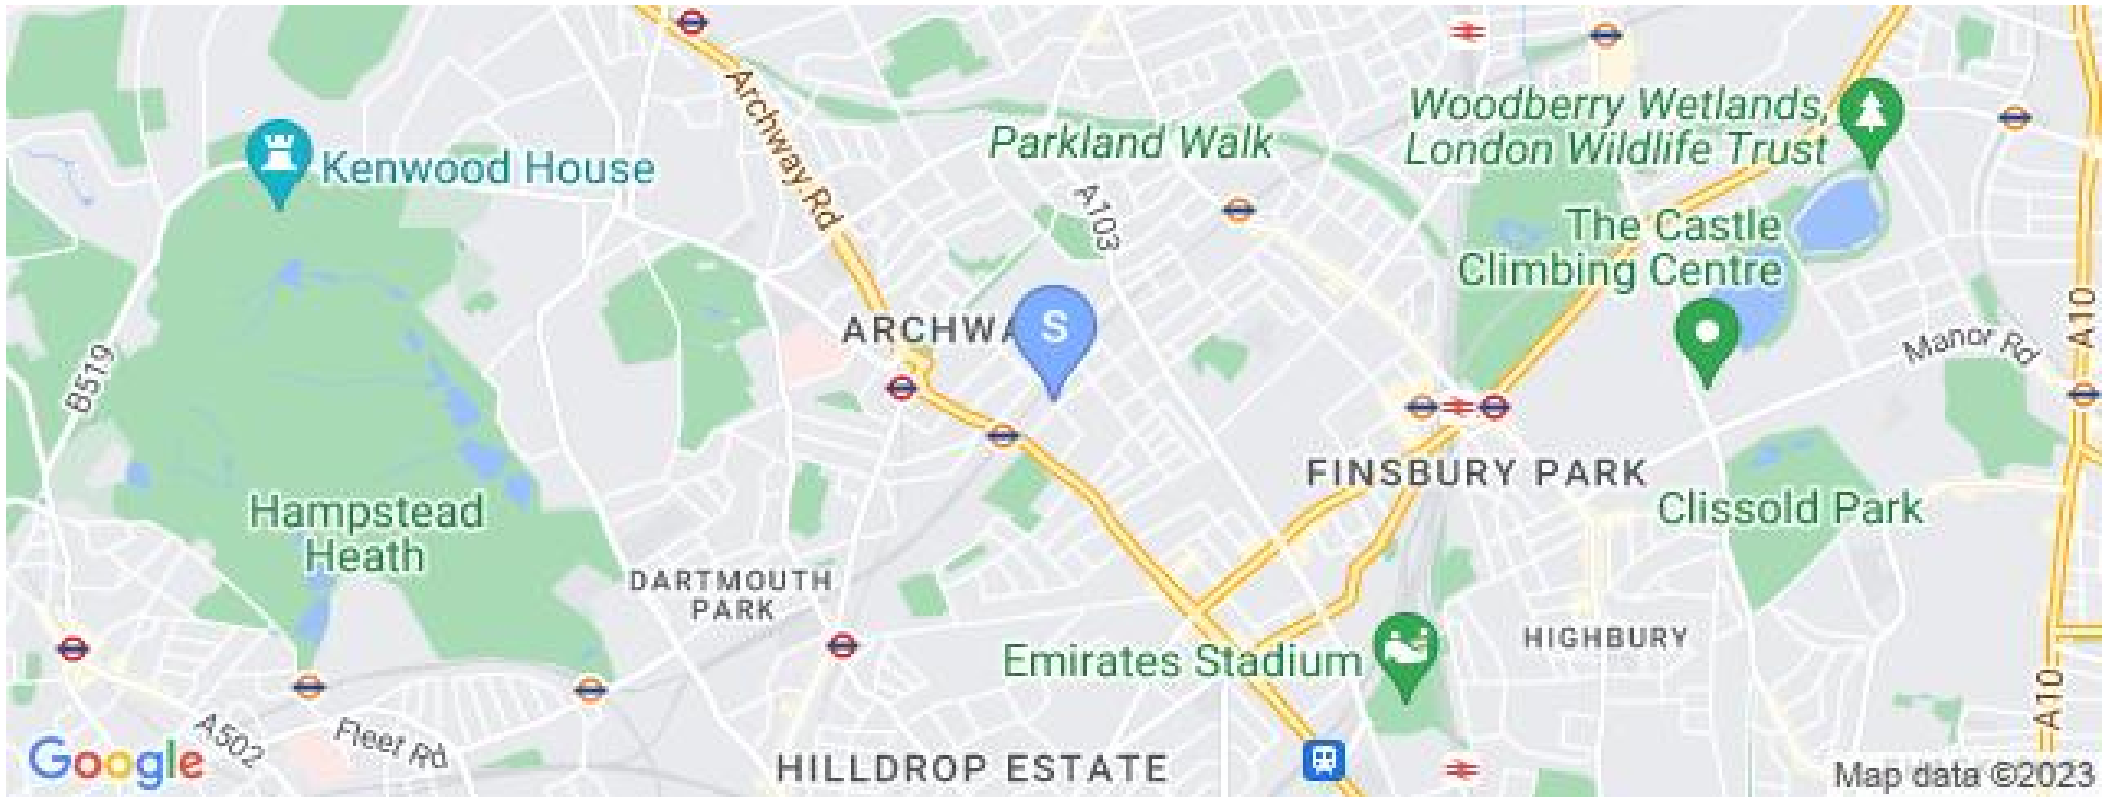 Archway Rd
Woodberry Wetlands,
London Wildlife Trust
Parkland Walk
Kenwood House
A103
The Castle
Climbing Centre
ARCHWA
S
A10
Manor Rd
B519
FINSBURY PARK
Clissold Park
Hampstead
Heath
DARTMOUTH
PARK
HIGHBURY
Emirates Stadium
A10
A502
Fleet Rd
Google
HILLDROP ESTATE
Map data ©2023